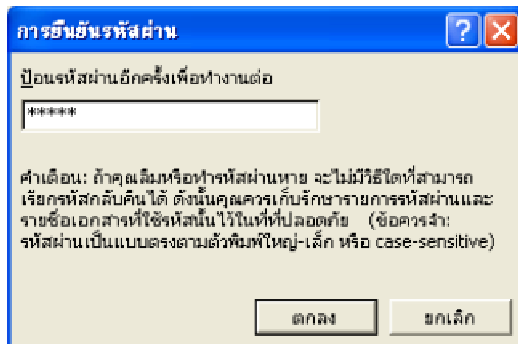 การยืนยันรหัสผ่าน
ป้อนรหัสผ่านอีกครั้งเพื่อทำงานต่อ
*****
คำเตือน: ถ้าคุณลืมหรือทำรหัสผ่านหาย จะไม่มีวิธีใดที่สามารถ
เรียกรหัสกลับคืนได้ ดังนั้นคุณควรเก็บรักษารายการรหัสผ่านและ
รายชื่อเอกสารที่ใช้รหัสนั้นไว้ในที่ที่ปลอดภัย (ข้อควรจำ:
รหัสผ่านเป็นแบบตรงตามตัวพิมพ์ใหญ่-เล็ก หรือ case-sensitive)
ตกลง
ยกเลิก